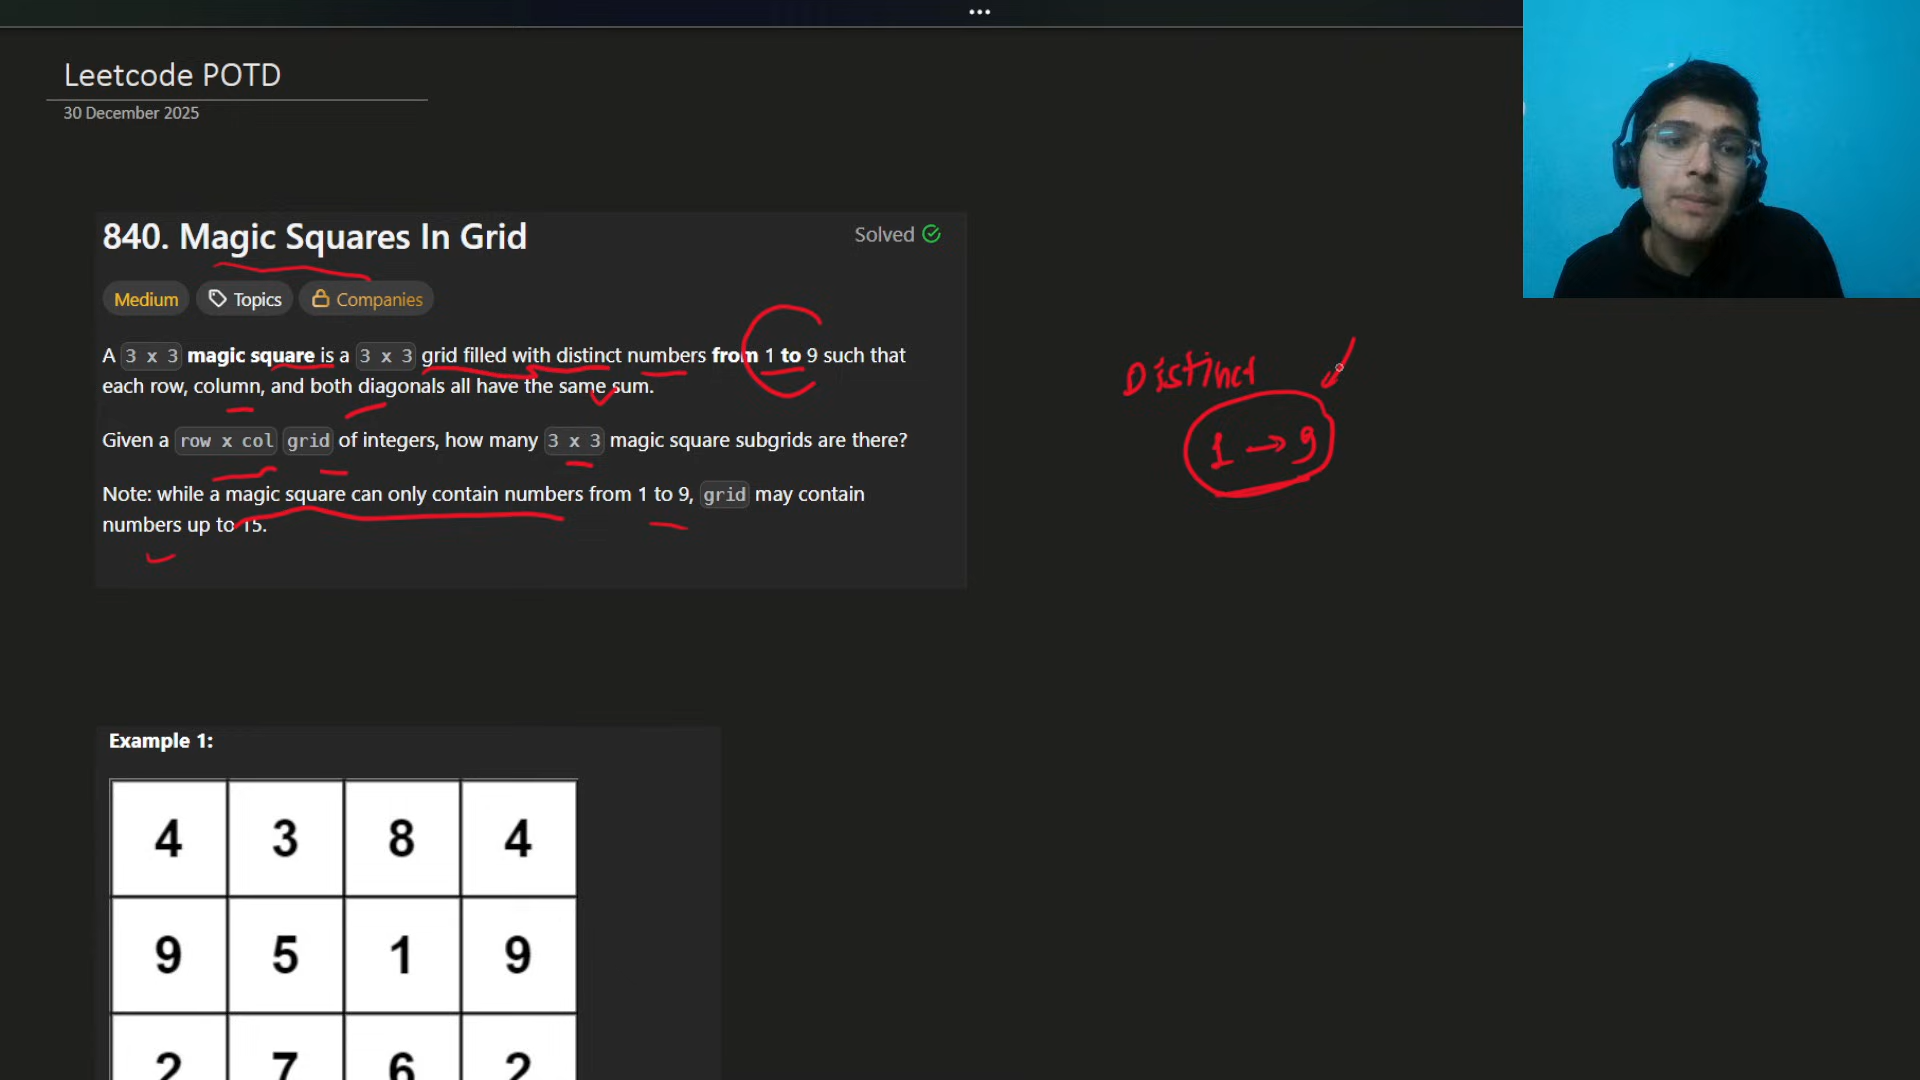 ...
Leetcode POTD
30 December 2025
840. Magic Squares In Grid
Solved
Medium
Topics
Companies
A 3 x 3 magic square is a 3 x 3 grid filled with distinct numbers from 1 to 9 such that
each row, column, and both diagonals all have the same sum.
Given a row x col grid of integers, how many 3 x 3 magic square subgrids are there?
Note: while a magic square can only contain numbers from 1 to 9, grid may contain
numbers up to 15.
Distinct
1 → 9
Example 1:
4 3 8 4
9 5 1 9
2 7 6 2